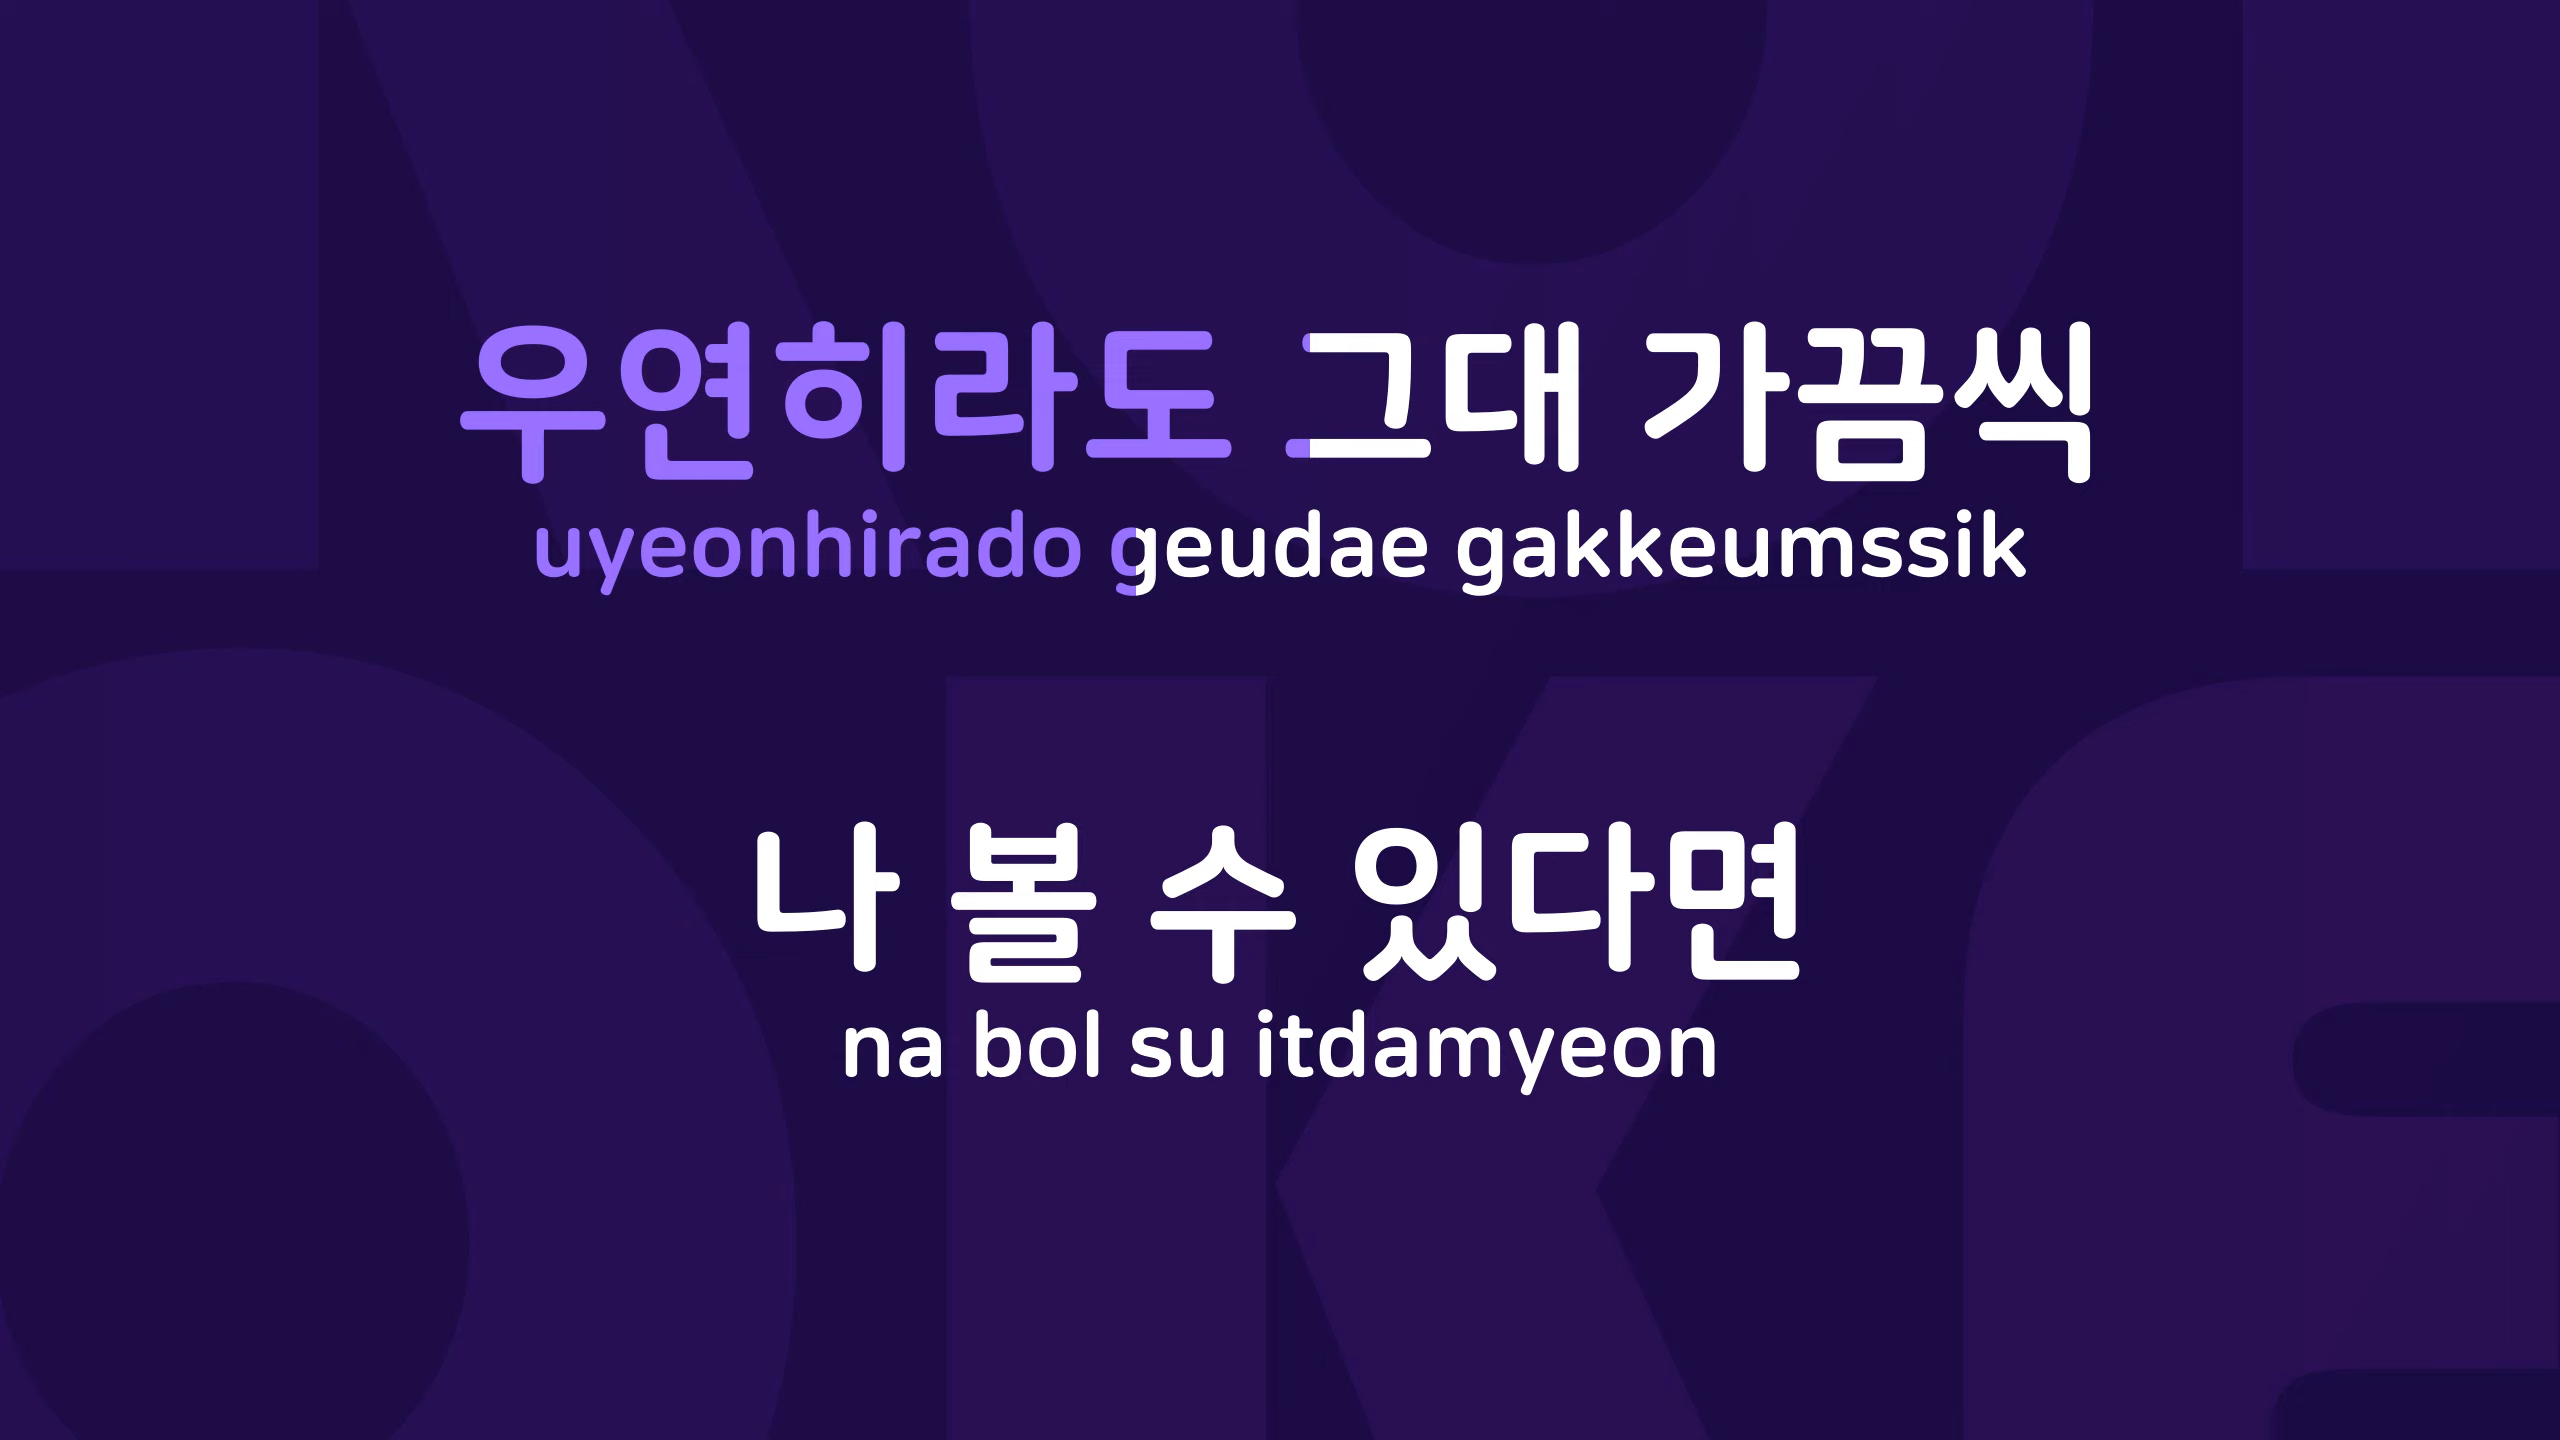 우연히라도 그대 가끔씩
uyeonhirado geudae gakkeumssik
나 볼 수 있다면
na bol su itdamyeon